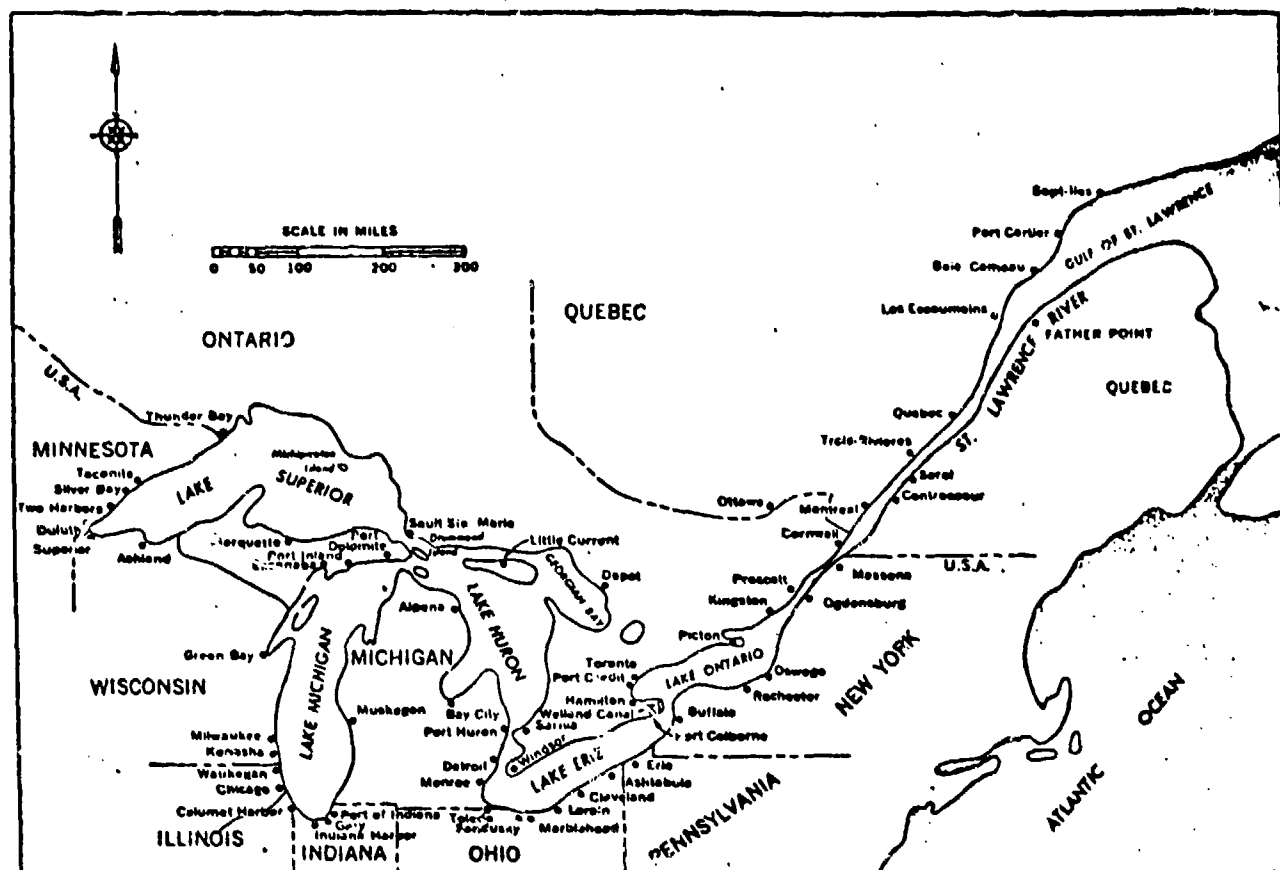 SCALE IN MILES
0 50 100 200 300
ONTARIO
QUEBEC
U.S.A.
MINNESOTA
Thunder Bay
Michipicoten
Island
Taconite
Silver Bay
Two Harbors
Duluth
Superior
Ashland
LAKE SUPERIOR
Marquette
Port Inland
Escanaba
Port
Dolomite
Sault Ste. Marie
Drummond
Island
Little Current
GEORGIAN BAY
Depot
Alpena
LAKE HURON
Green Bay
WISCONSIN
MICHIGAN
LAKE MICHIGAN
Muskegon
Bay City
Port Huron
Sarnia
Windsor
Detroit
Monroe
Milwaukee
Kenosha
Waukegan
Chicago
Calumet Harbor
ILLINOIS
Port of Indiana
Gary
Indiana Harbor
INDIANA
OHIO
Toledo
Sandusky
Marblehead
Lorain
Cleveland
Ashtabula
Erie
LAKE ERIE
Port Colborne
Buffalo
Welland Canal
Hamilton
Port Credit
Toronto
LAKE ONTARIO
Rochester
Oswego
Picton
Kingston
Prescott
Ogdensburg
Massena
U.S.A.
Cornwall
Montreal
Ottawa
Contrecoeur
Sorel
Trois-Rivieres
Quebec
ST. LAWRENCE RIVER
FATHER POINT
QUEBEC
Les Escoumains
Baie Comeau
Port Cartier
Sept-Iles
GULF OF ST. LAWRENCE
NEW YORK
PENNSYLVANIA
ATLANTIC OCEAN